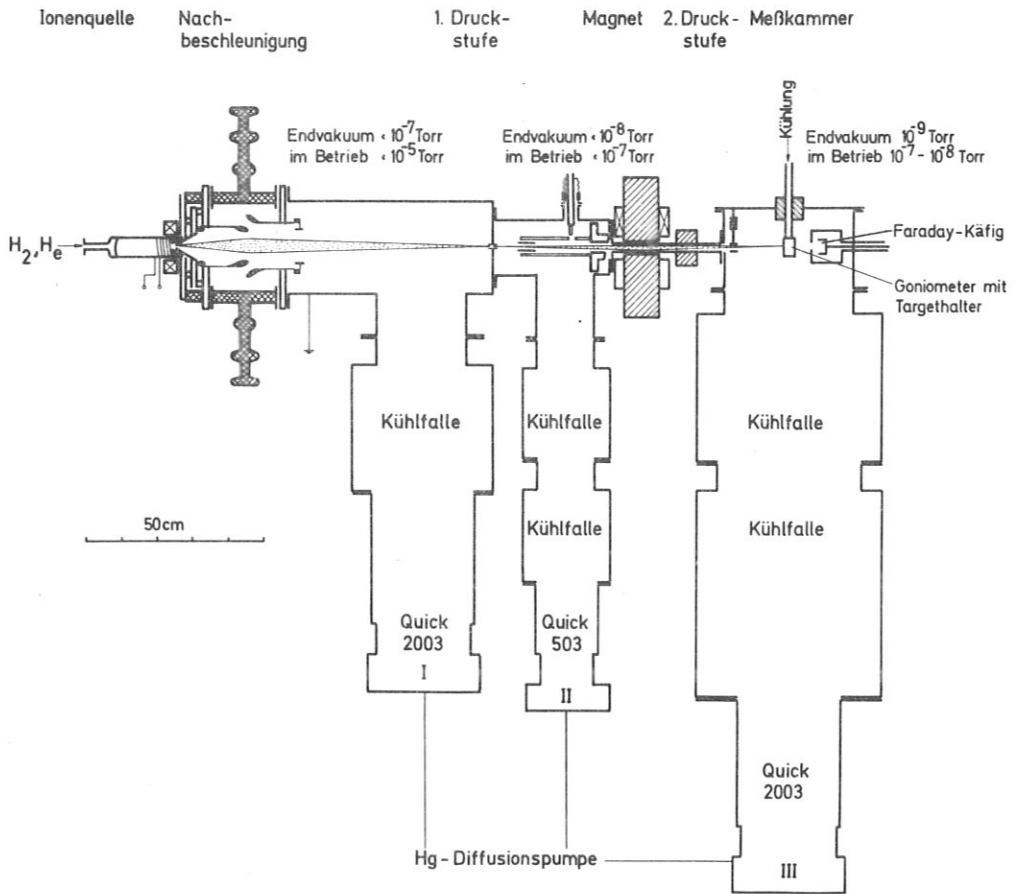 Ionenquelle
Nach-
beschleunigung
1. Druck-
stufe
Magnet
2. Druck-
stufe
Meßkammer
Endvakuum < 10⁻⁷ Torr
im Betrieb < 10⁻⁵ Torr
Endvakuum < 10⁻⁸ Torr
im Betrieb < 10⁻⁷ Torr
Kühlung
Endvakuum 10⁻⁹ Torr
im Betrieb 10⁻⁷ - 10⁻⁸ Torr
H₂, Hₑ
Faraday-Käfig
Goniometer mit
Targethalter
Kühlfalle
Kühlfalle
Kühlfalle
50cm
Kühlfalle
Kühlfalle
Quick
2003
I
Quick
503
II
Quick
2003
III
Hg - Diffusionspumpe